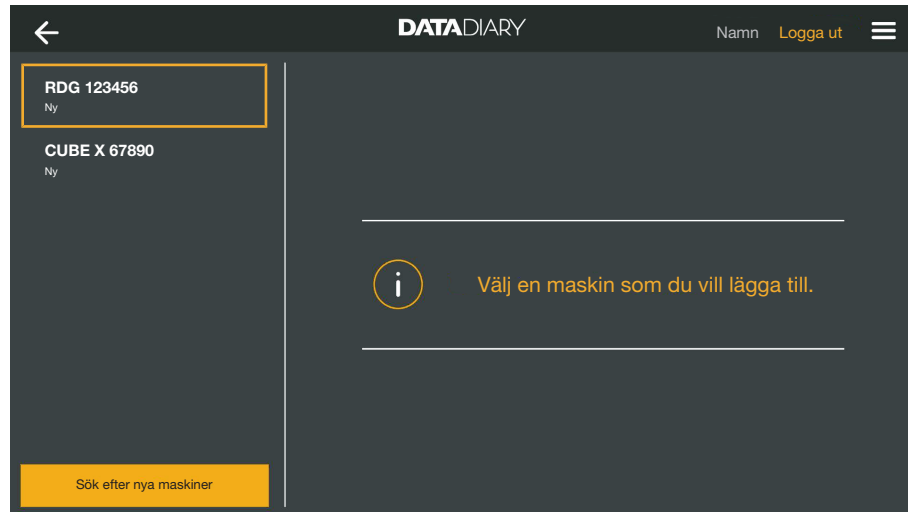 DATADIARY
Namn Logga ut
RDG 123456
Ny
CUBE X 67890
Ny
Välj en maskin som du vill lägga till.
Sök efter nya maskiner